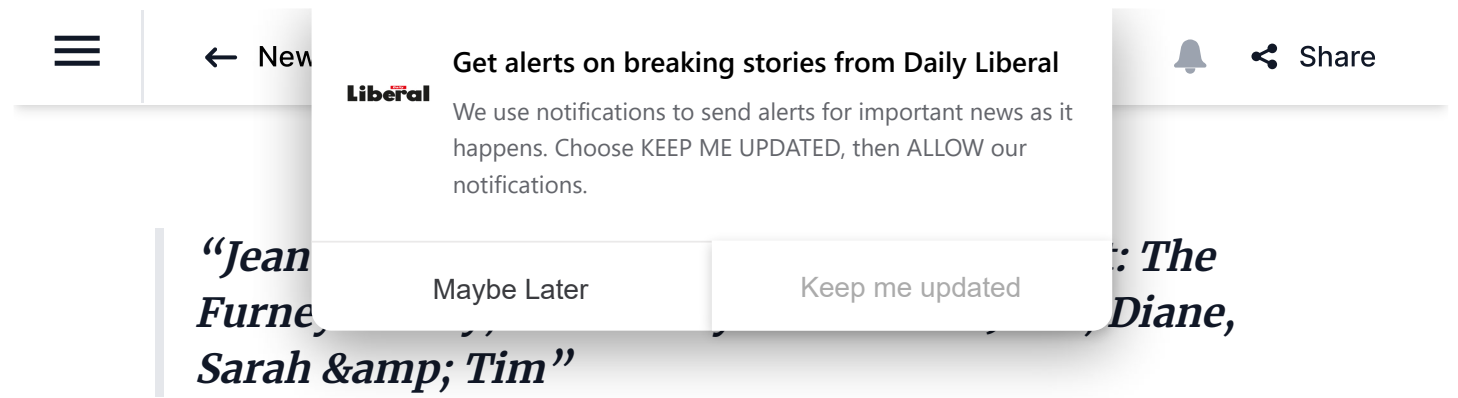 ← New
Share
Get alerts on breaking stories from Daily Liberal
Liberal
We use notifications to send alerts for important news as it
happens. Choose KEEP ME UPDATED, then ALLOW our
notifications.
Maybe Later
Keep me updated
“Jean : The
Furney Diane,
Sarah &amp;amp; Tim”